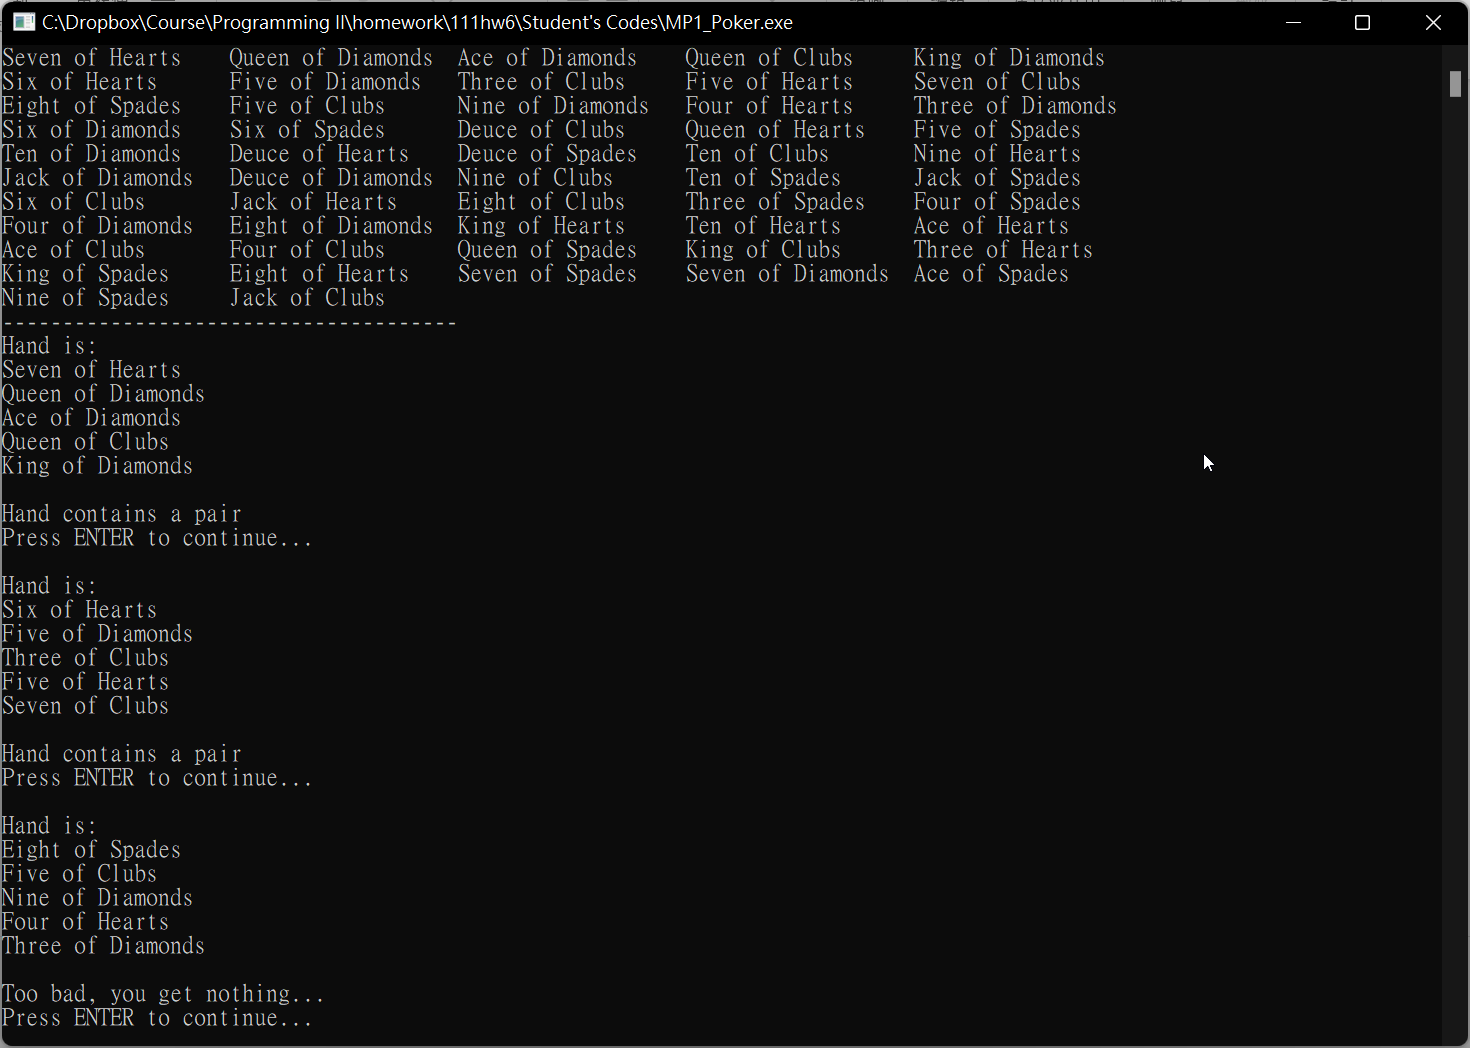 C:\Dropbox\Course\Programming II\homework\111hw6\Student's Codes\MP1_Poker.exe
Seven of Hearts Queen of Diamonds Ace of Diamonds Queen of Clubs King of Diamonds
Six of Hearts Five of Diamonds Three of Clubs Five of Hearts Seven of Clubs
Eight of Spades Five of Clubs Nine of Diamonds Four of Hearts Three of Diamonds
Six of Diamonds Six of Spades Deuce of Clubs Queen of Hearts Five of Spades
Ten of Diamonds Deuce of Hearts Deuce of Spades Ten of Clubs Nine of Hearts
Jack of Diamonds Deuce of Diamonds Nine of Clubs Ten of Spades Jack of Spades
Six of Clubs Jack of Hearts Eight of Clubs Three of Spades Four of Spades
Four of Diamonds Eight of Diamonds King of Hearts Ten of Hearts Ace of Hearts
Ace of Clubs Four of Clubs Queen of Spades King of Clubs Three of Hearts
King of Spades Eight of Hearts Seven of Spades Seven of Diamonds Ace of Spades
Nine of Spades Jack of Clubs
--------------------------------------
Hand is:
Seven of Hearts
Queen of Diamonds
Ace of Diamonds
Queen of Clubs
King of Diamonds
Hand contains a pair
Press ENTER to continue...
Hand is:
Six of Hearts
Five of Diamonds
Three of Clubs
Five of Hearts
Seven of Clubs
Hand contains a pair
Press ENTER to continue...
Hand is:
Eight of Spades
Five of Clubs
Nine of Diamonds
Four of Hearts
Three of Diamonds
Too bad, you get nothing...
Press ENTER to continue...